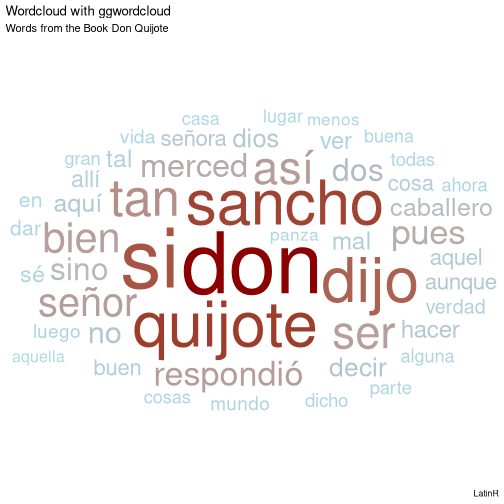 Wordcloud with ggwordcloud
Words from the Book Don Quijote
casa
lugar
menos
vida
señora
dios
ver
buena
gran
tal
merced
así
dos
todas
allí
cosa
ahora
en
aquí
tan
sancho
caballero
dar
bien
si
don
panza
mal
pues
sé
sino
dijo
aquel
aunque
señor
quijote
ser
verdad
luego
no
hacer
aquella
buen
respondió
decir
alguna
cosas
mundo
dicho
parte
LatinR